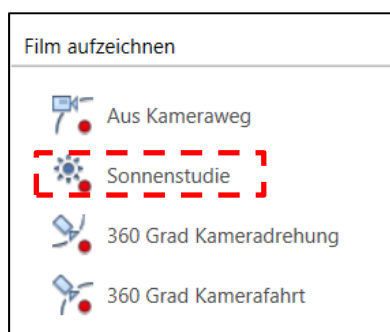 Film aufzeichnen
Aus Kameraweg
Sonnenstudie
360 Grad Kameradrehung
360 Grad Kamerafahrt